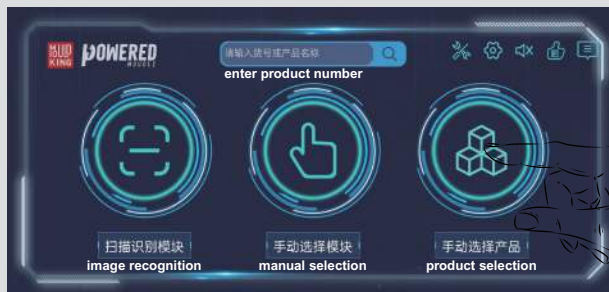 MOULD KING
POWERED
MODULE
请输入货号或产品名称
enter product number
扫描识别模块
手动选择模块
手动选择产品
image recognition
manual selection
product selection